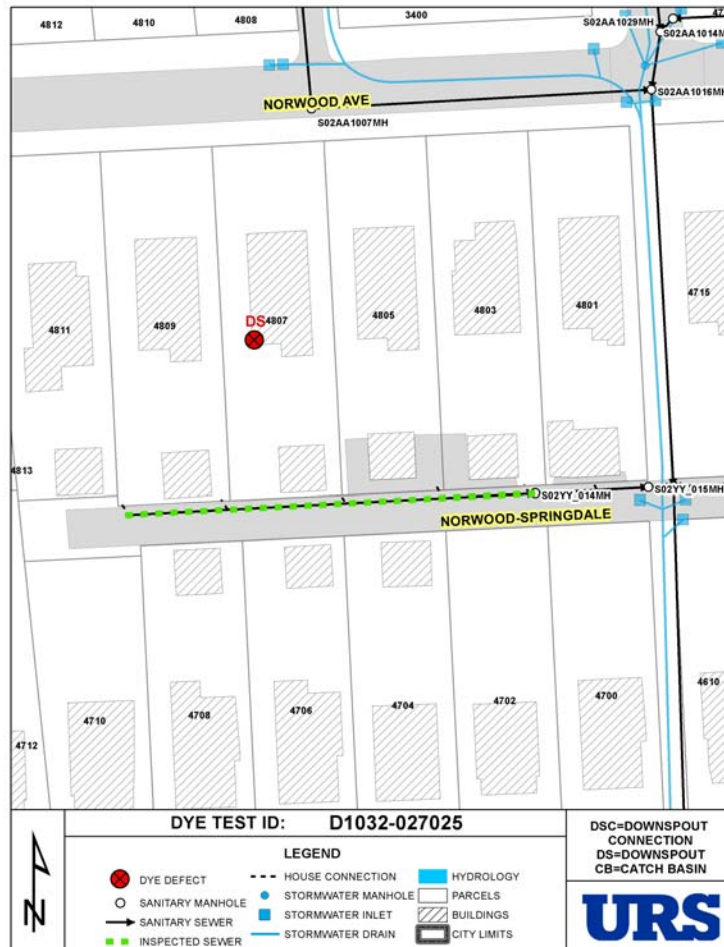 4812
4810
4808
3400
S02AA1029MH
S02AA1014M
NORWOOD AVE
S02AA1016MH
S02AA1007MH
4811
4809
DS
4807
4805
4803
4801
4715
4813
S02YY_014MH
S02YY_015MH
NORWOOD-SPRINGDALE
4712
4710
4708
4706
4704
4702
4700
4610
DYE TEST ID: D1032-027025
LEGEND
DYE DEFECT
SANITARY MANHOLE
SANITARY SEWER
INSPECTED SEWER
HOUSE CONNECTION
STORMWATER MANHOLE
STORMWATER INLET
STORMWATER DRAIN
HYDROLOGY
PARCELS
BUILDINGS
CITY LIMITS
DSC=DOWNSPOUT
CONNECTION
DS=DOWNSPOUT
CB=CATCH BASIN
N
URS